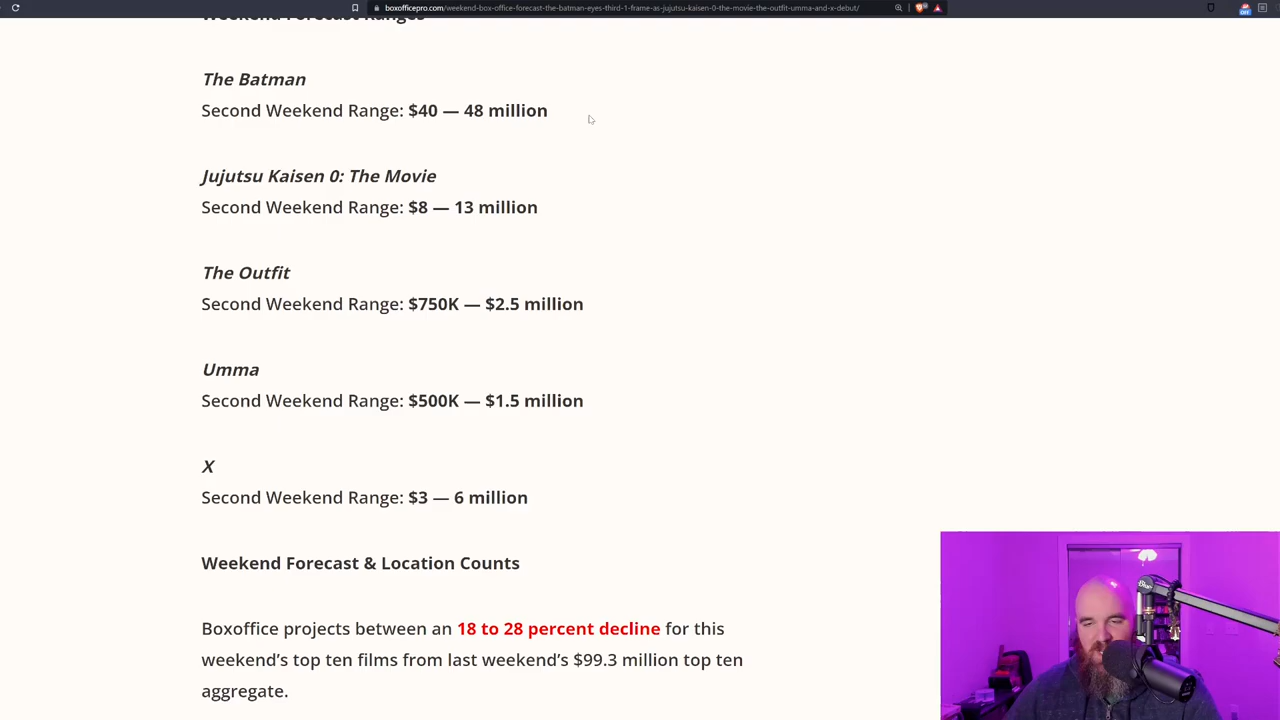 boxofficepro.com/weekend-box-office-forecast-the-batman-eyes-third-1-frame-as-jujutsu-kaisen-0-the-movie-the-outfit-umma-and-x-debut/
Weekend Forecast Ranges
The Batman
Second Weekend Range: $40 — 48 million
Jujutsu Kaisen 0: The Movie
Second Weekend Range: $8 — 13 million
The Outfit
Second Weekend Range: $750K — $2.5 million
Umma
Second Weekend Range: $500K — $1.5 million
X
Second Weekend Range: $3 — 6 million
Weekend Forecast & Location Counts
Boxoffice projects between an 18 to 28 percent decline for this
weekend’s top ten films from last weekend’s $99.3 million top ten
aggregate.